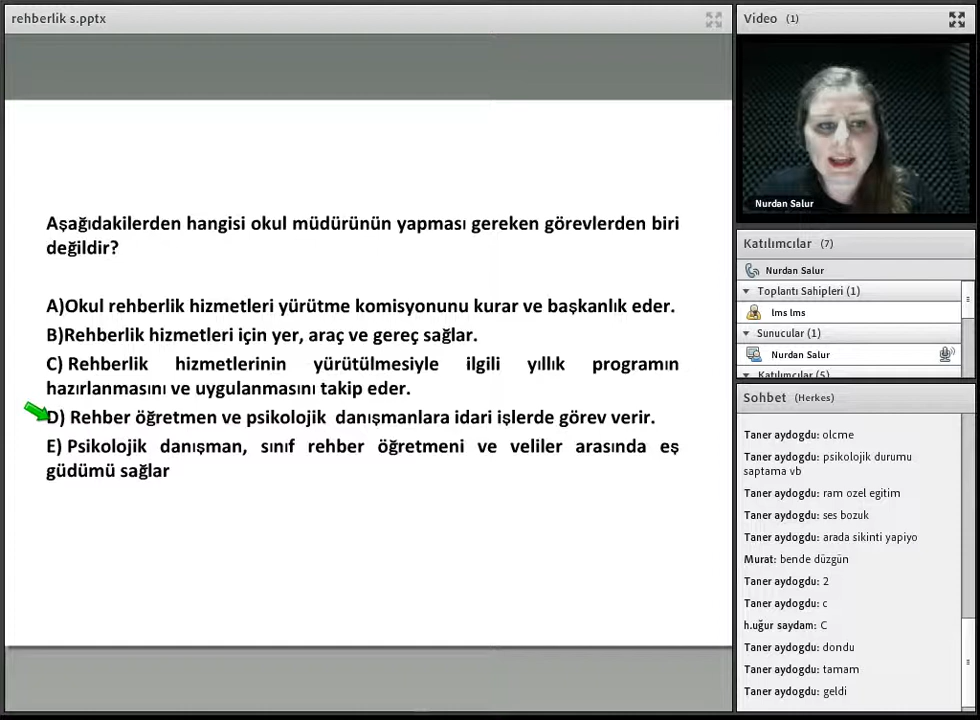 rehberlik s.pptx
Aşağıdakilerden hangisi okul müdürünün yapması gereken görevlerden biri
değildir?
A)Okul rehberlik hizmetleri yürütme komisyonunu kurar ve başkanlık eder.
B)Rehberlik hizmetleri için yer, araç ve gereç sağlar.
C) Rehberlik hizmetlerinin yürütülmesiyle ilgili yıllık programın
hazırlanmasını ve uygulanmasını takip eder.
D) Rehber öğretmen ve psikolojik danışmanlara idari işlerde görev verir.
E) Psikolojik danışman, sınıf rehber öğretmeni ve veliler arasında eş
güdümü sağlar
Video (1)
Nurdan Salur
Katılımcılar (7)
Nurdan Salur
Toplantı Sahipleri (1)
lms lms
Sunucular (1)
Nurdan Salur
Katılımcılar (5)
Sohbet (Herkes)
Taner aydogdu: olcme
Taner aydogdu: psikolojik durumu
saptama vb
Taner aydogdu: ram ozel egitim
Taner aydogdu: ses bozuk
Taner aydogdu: arada sikinti yapiyo
Murat: bende düzgün
Taner aydogdu: 2
Taner aydogdu: c
h.uğur saydam: C
Taner aydogdu: dondu
Taner aydogdu: tamam
Taner aydogdu: geldi